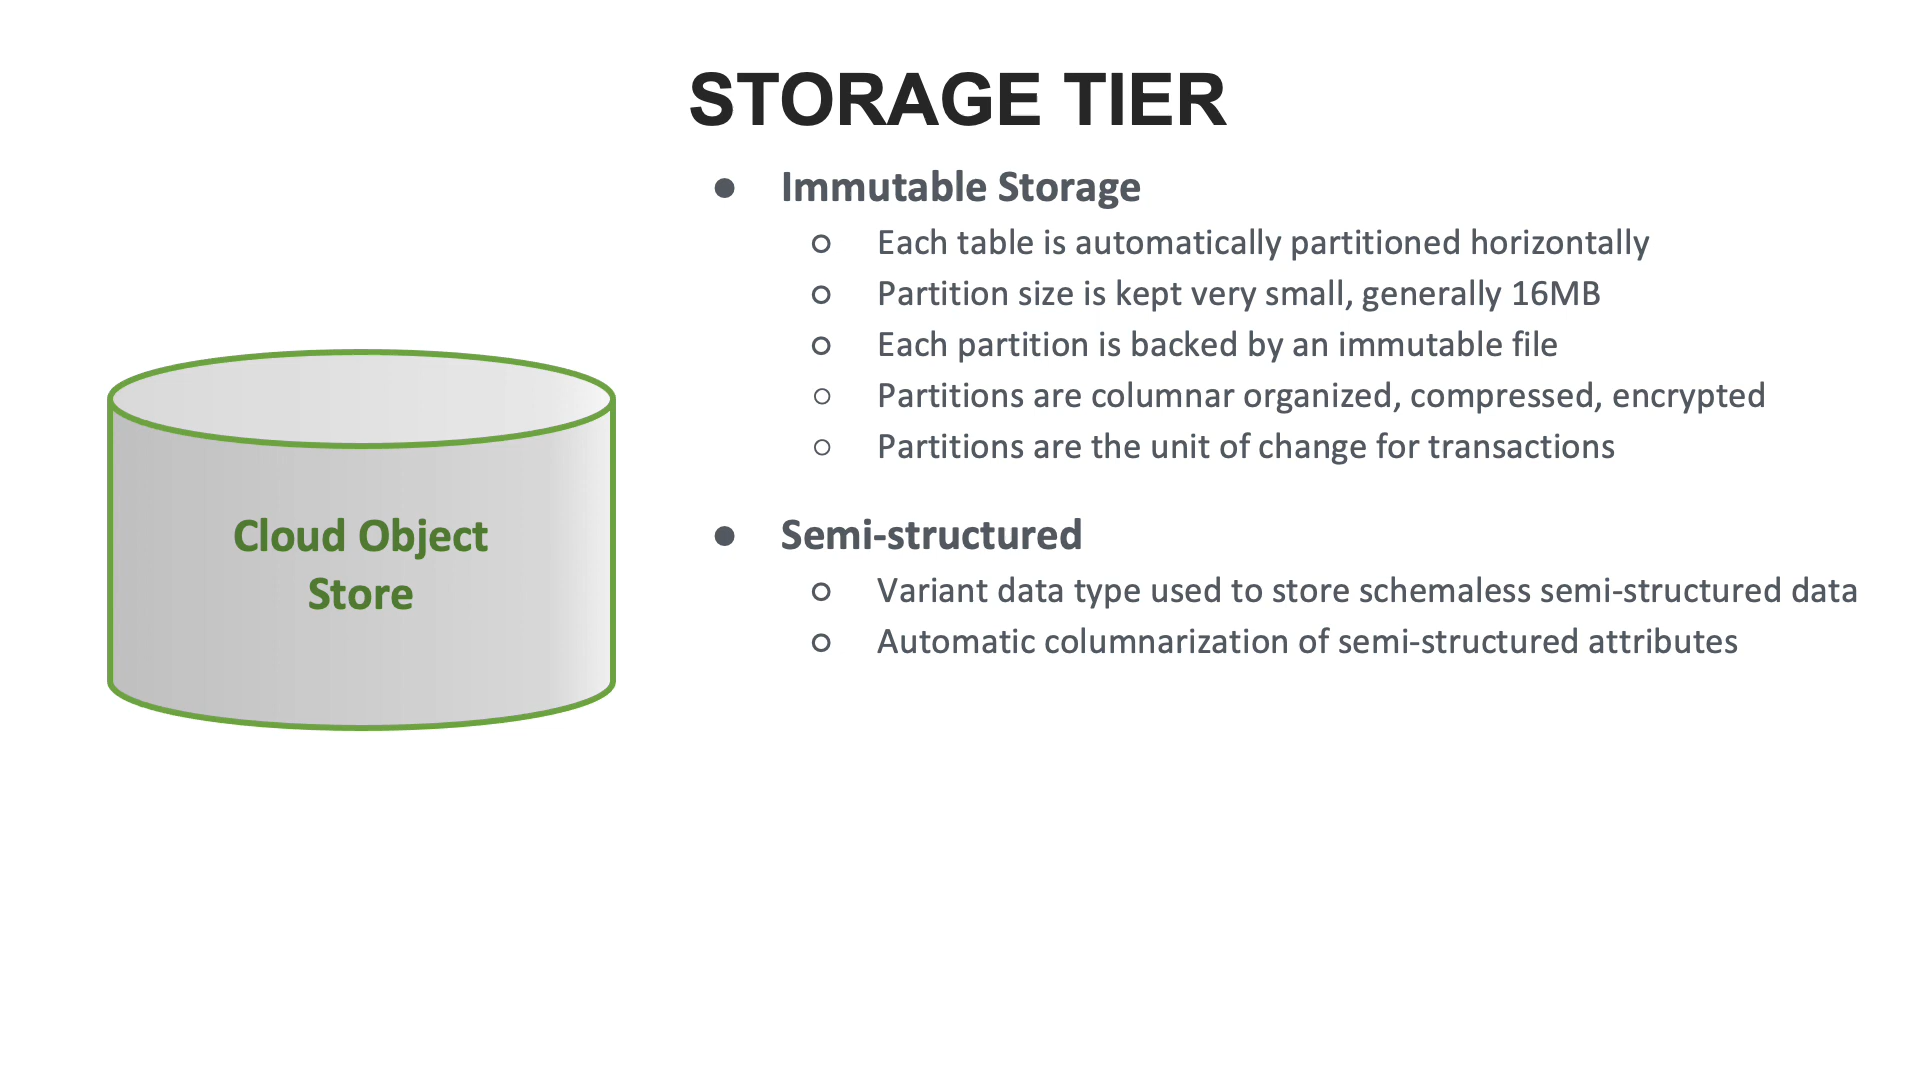 STORAGE TIER
● Immutable Storage
○ Each table is automatically partitioned horizontally
○ Partition size is kept very small, generally 16MB
○ Each partition is backed by an immutable file
○ Partitions are columnar organized, compressed, encrypted
○ Partitions are the unit of change for transactions
● Semi-structured
○ Variant data type used to store schemaless semi-structured data
○ Automatic columnarization of semi-structured attributes
Cloud Object
Store